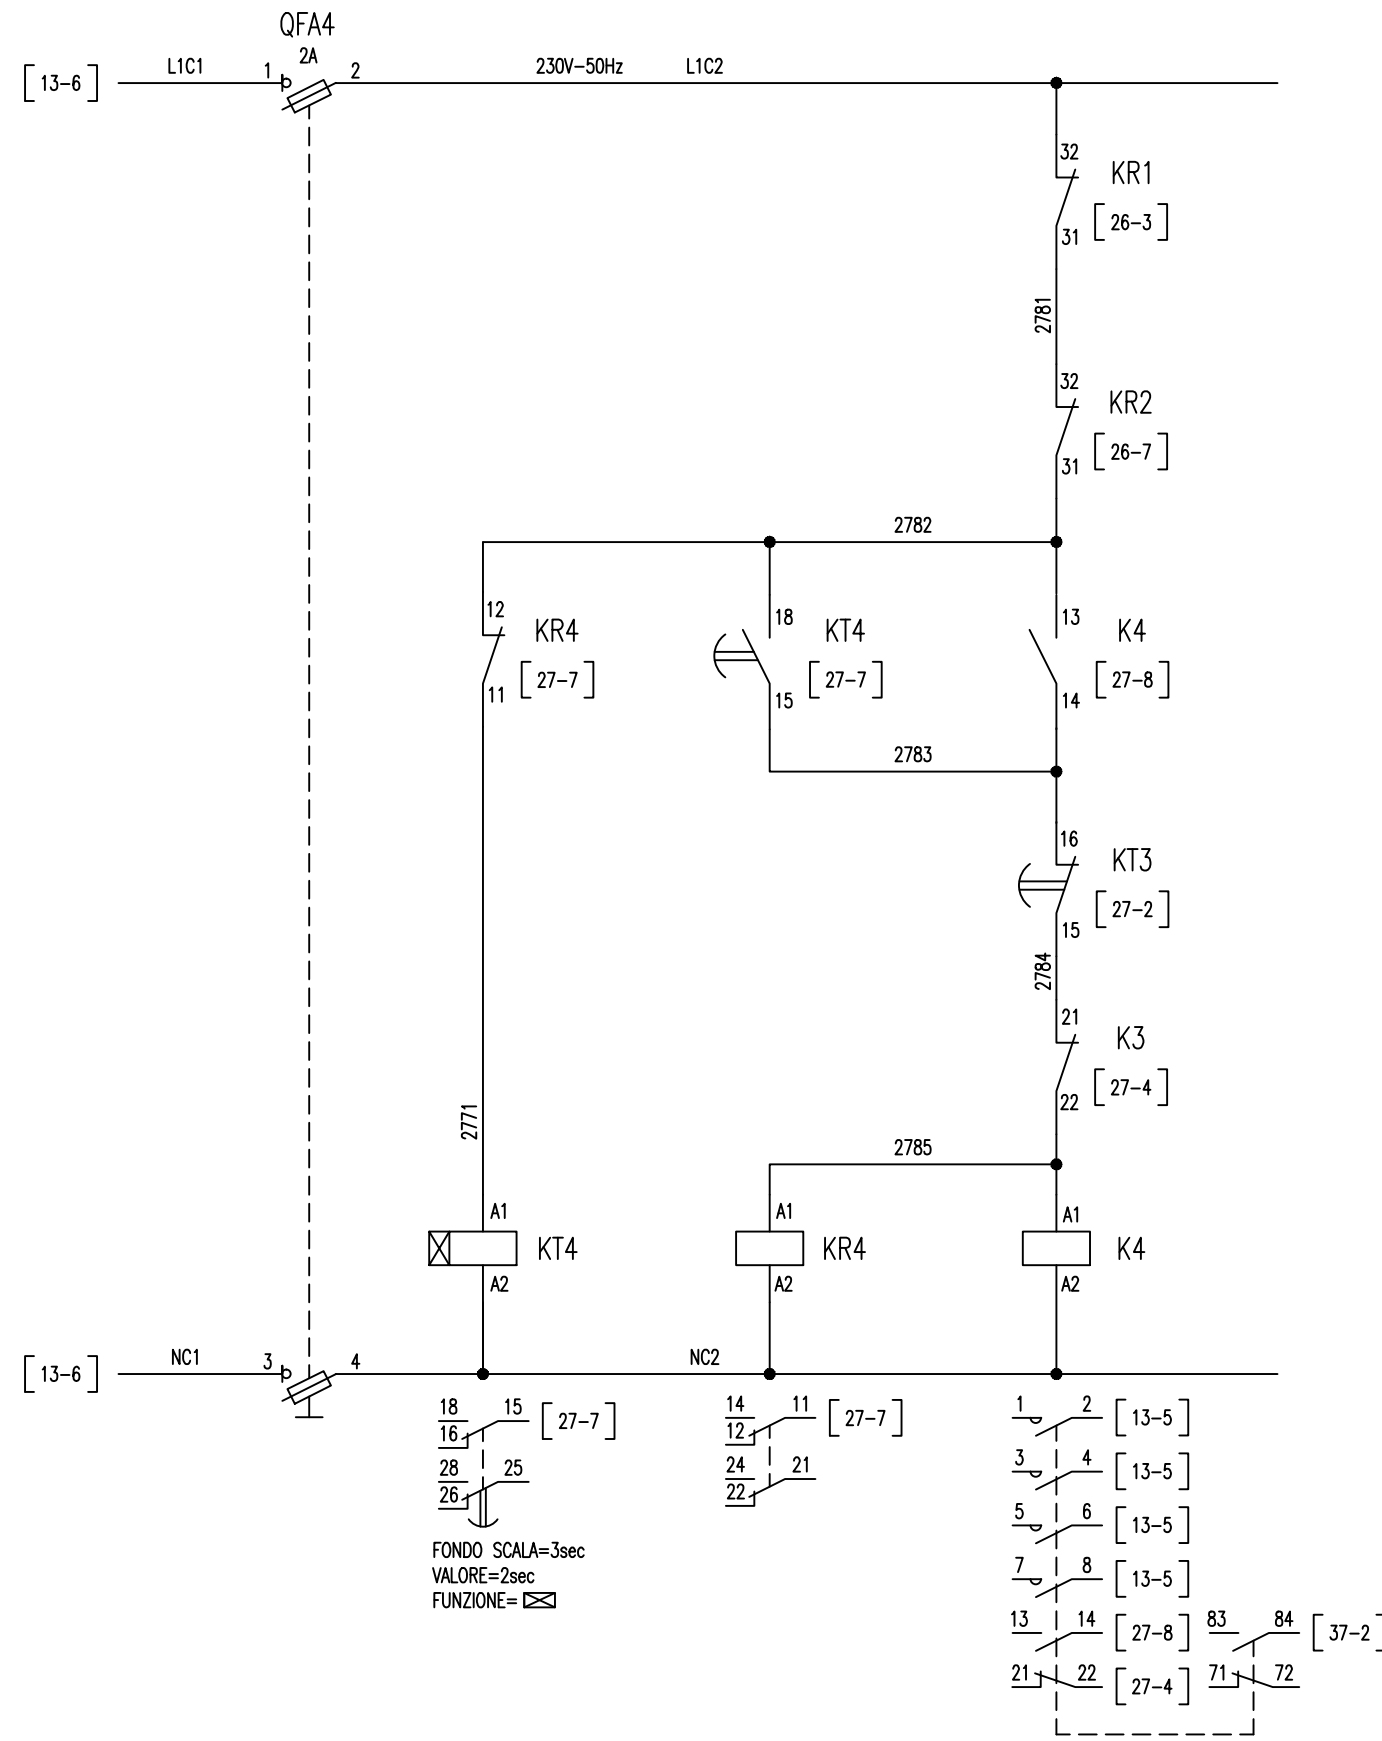 QFA4
2A
[13-6] L1C1 1 2 230V-50Hz L1C2
32
KR1
[26-3]
31
2781
32
KR2
[26-7]
31
2782
12 KR4 [27-7] 11
18 KT4 [27-7] 15
13 K4 [27-8] 14
2783
16
KT3
[27-2]
15
2784
21
K3
[27-4]
22
2771
2785
A1 KT4 A2
A1 KR4 A2
A1 K4 A2
[13-6] NC1 3 4 NC2
18 15 [27-7]
16
28 25
26
FONDO SCALA=3sec
VALORE=2sec
FUNZIONE=
14 11 [27-7]
12
24 21
22
1 2 [13-5]
3 4 [13-5]
5 6 [13-5]
7 8 [13-5]
13 14 [27-8] 83 84 [37-2]
21 22 [27-4] 71 72